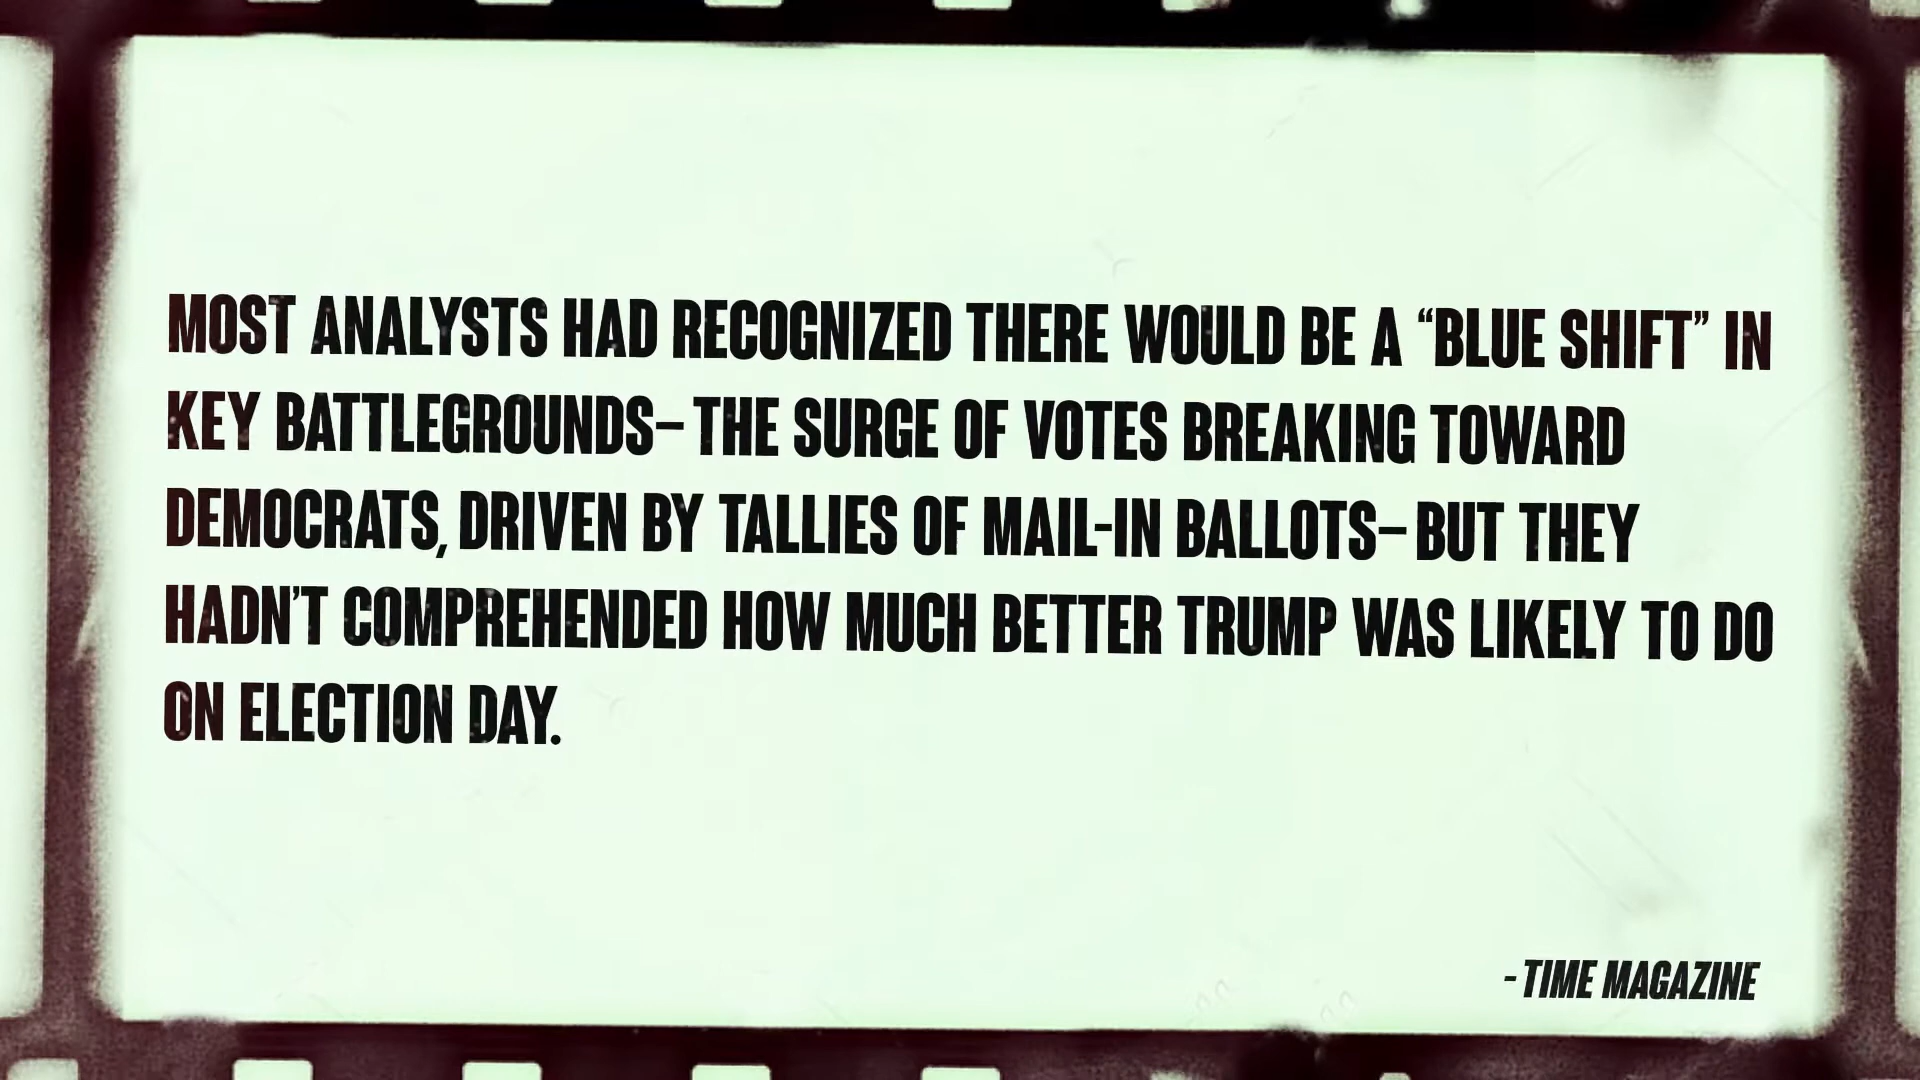 MOST ANALYSTS HAD RECOGNIZED THERE WOULD BE A “BLUE SHIFT” IN
KEY BATTLEGROUNDS–THE SURGE OF VOTES BREAKING TOWARD
DEMOCRATS, DRIVEN BY TALLIES OF MAIL-IN BALLOTS–BUT THEY
HADN’T COMPREHENDED HOW MUCH BETTER TRUMP WAS LIKELY TO DO
ON ELECTION DAY.
- TIME MAGAZINE